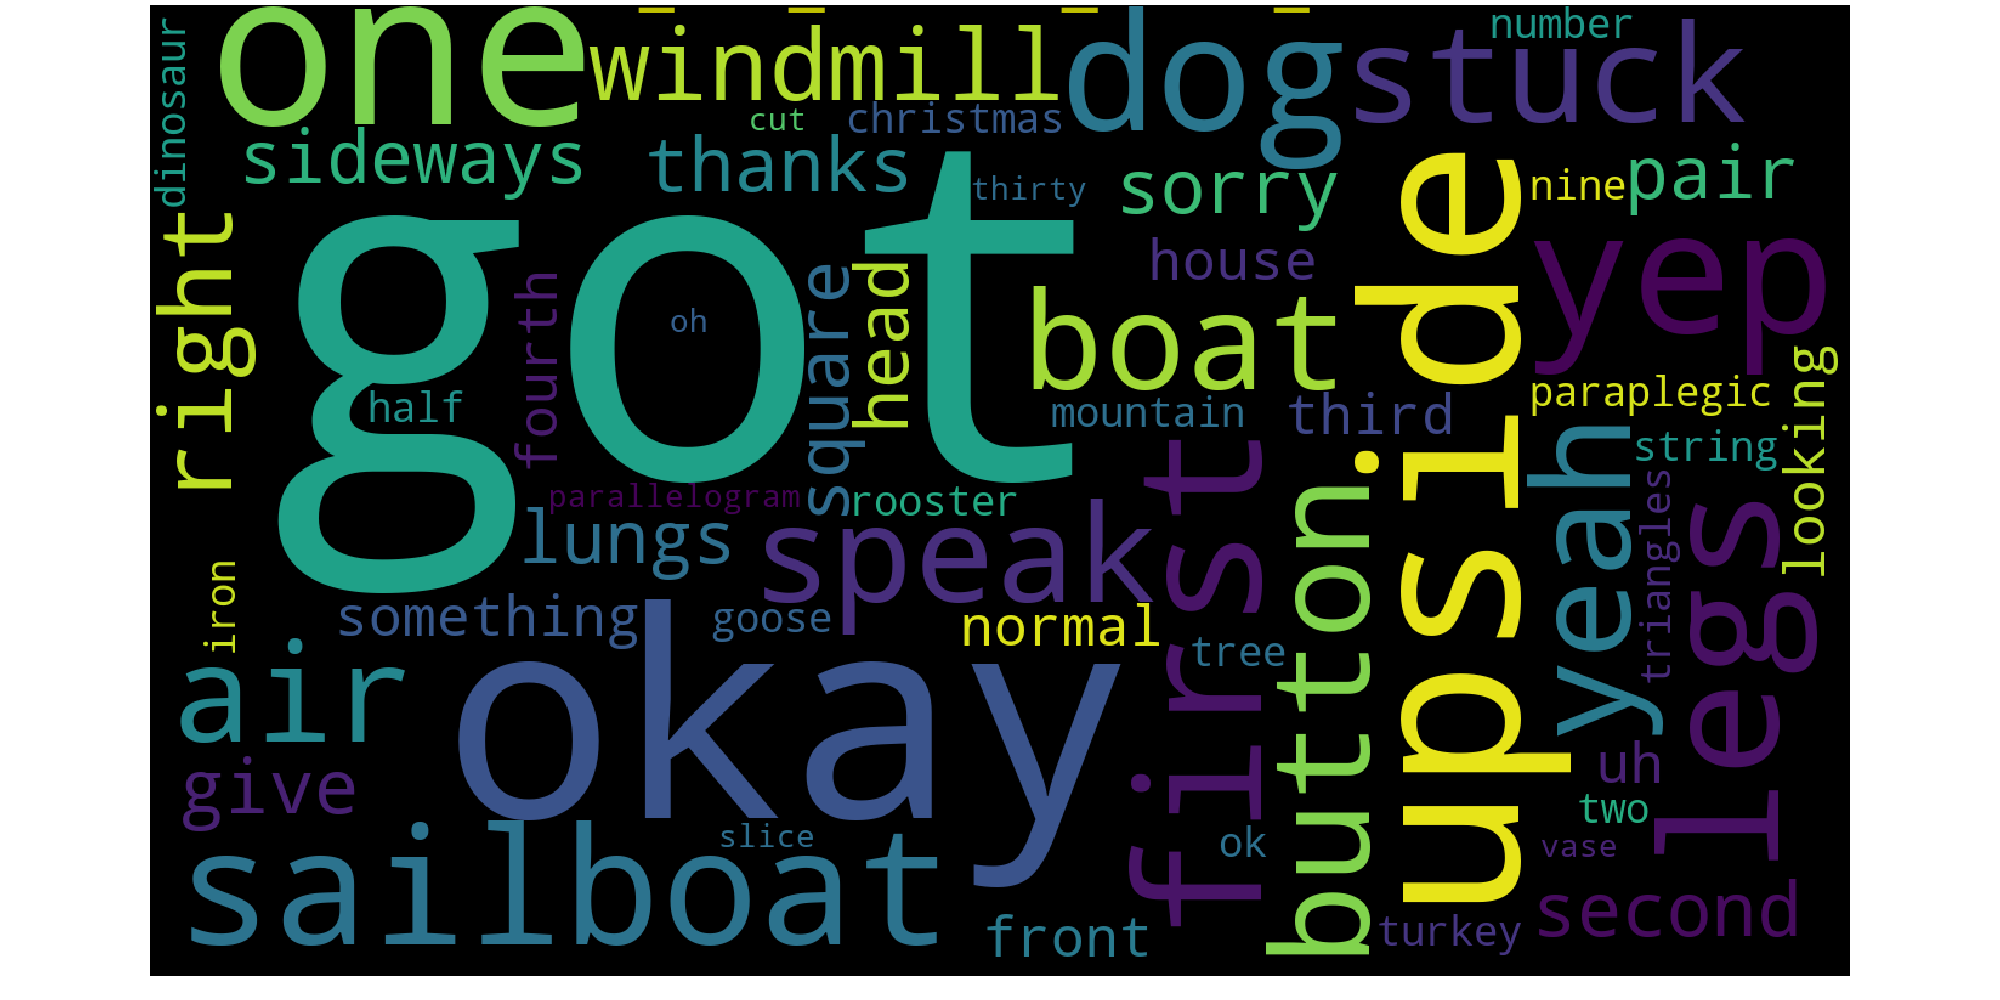 one
windmill
dog
stuck
number
dinosaur
cut
christmas
sideways
thanks
thirty
sorry
nine
pair
got
right
house
yep
fourth
oh
square
head
boat
upside
half
mountain
third
paraplegic
looking
string
yeah
parallelogram
rooster
first
button
triangles
legs
lungs
speak
iron
something
goose
normal
tree
air
okay
uh
give
two
slice
ok
vase
sailboat
front
turkey
second